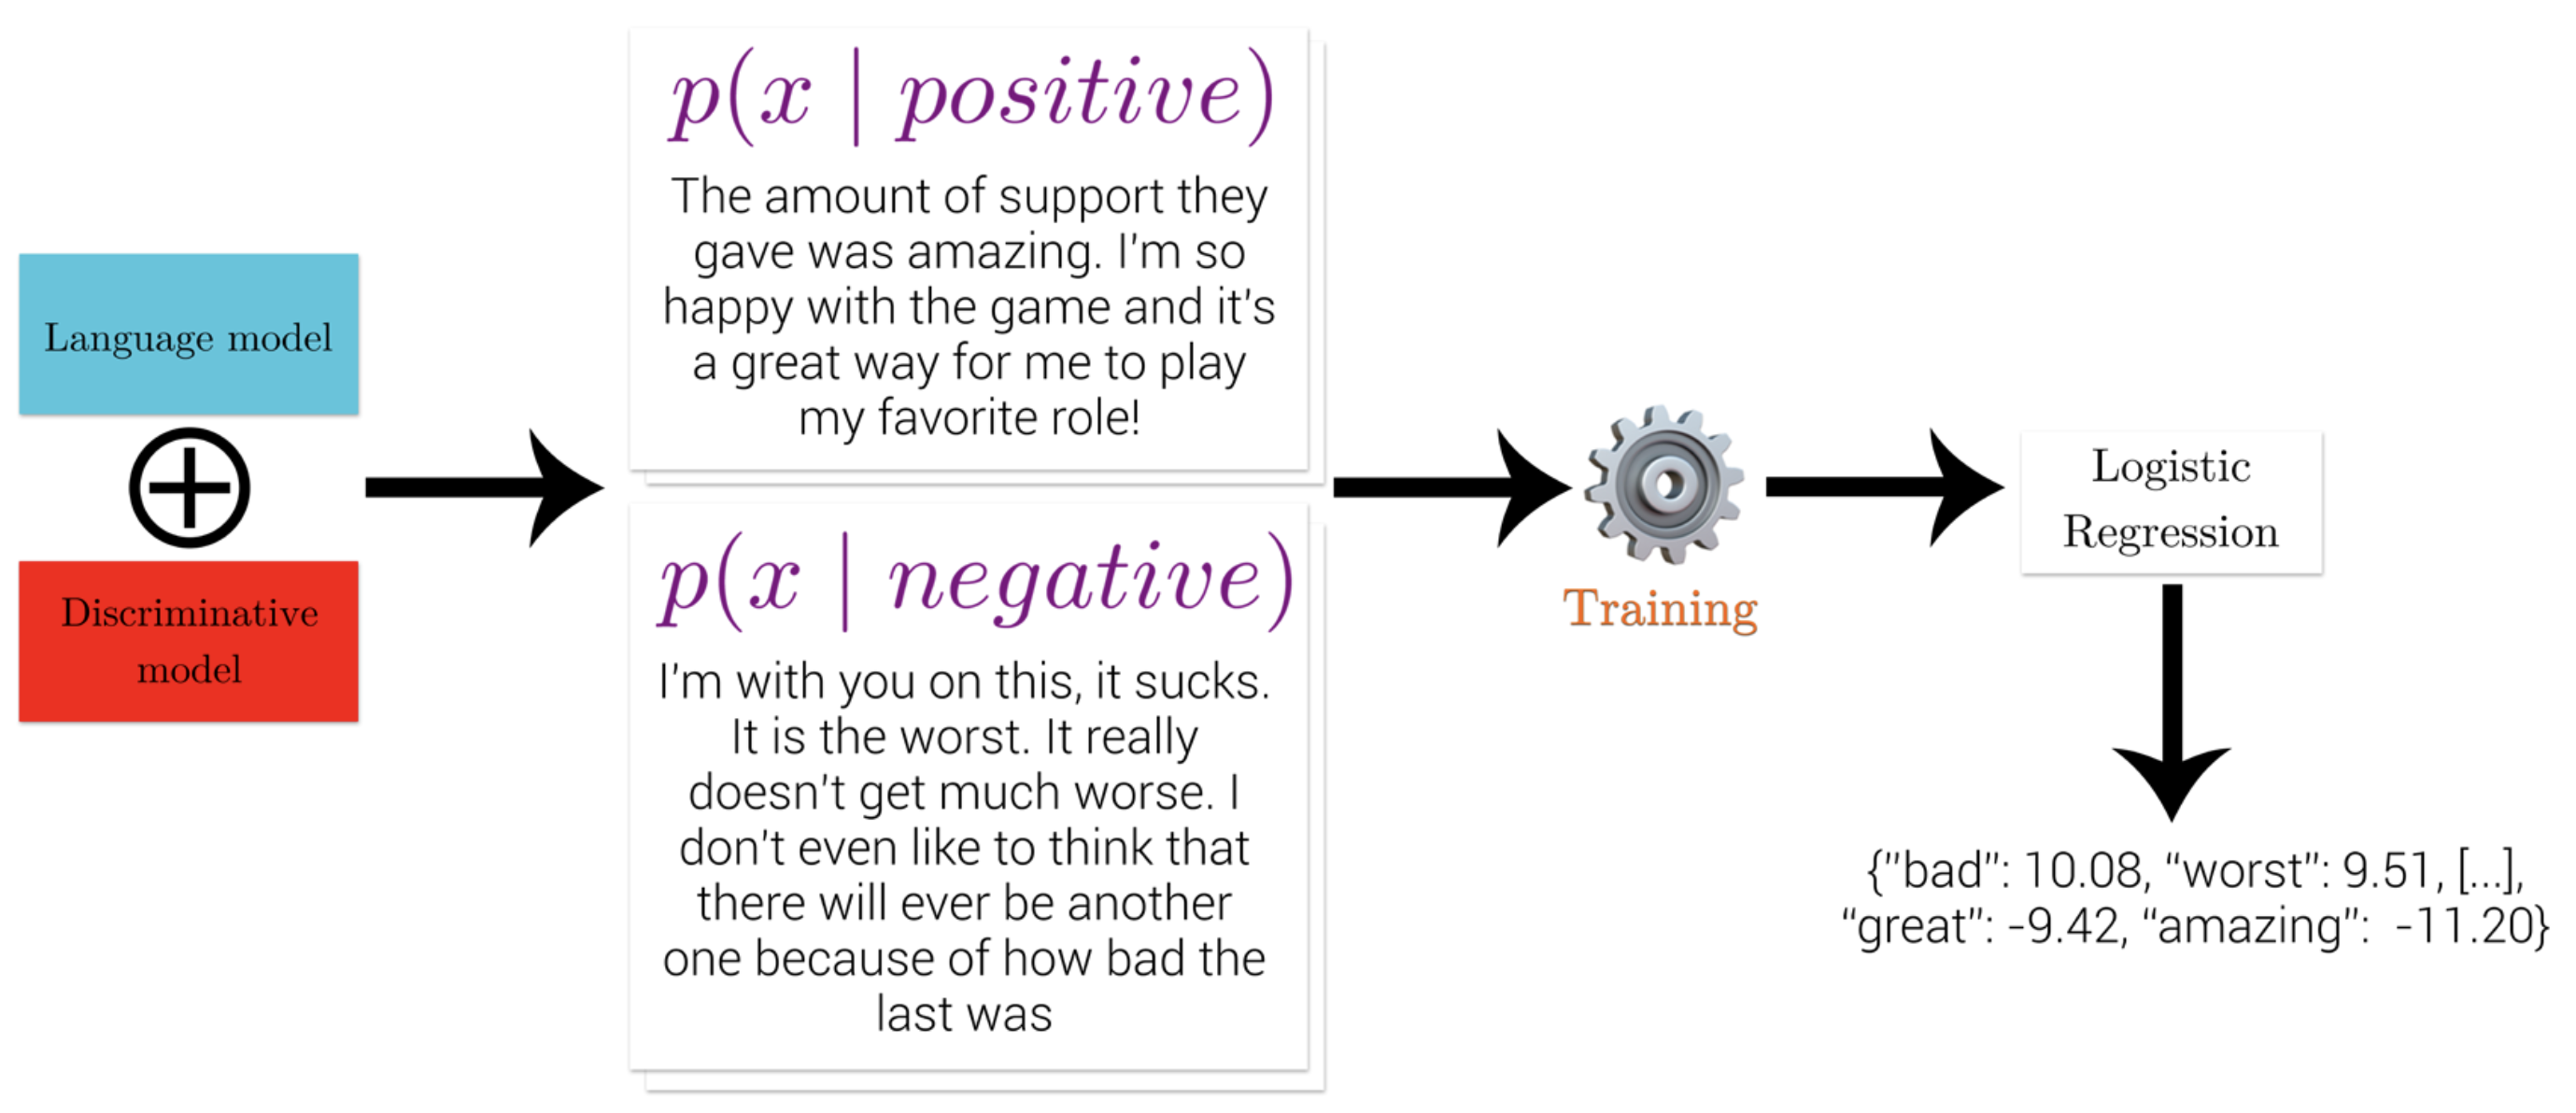 Language model
Discriminative
model
p(x | positive)
The amount of support they
gave was amazing. I'm so
happy with the game and it's
a great way for me to play
my favorite role!
p(x | negative)
I'm with you on this, it sucks.
It is the worst. It really
doesn't get much worse. I
don't even like to think that
there will ever be another
one because of how bad the
last was
Training
Logistic
Regression
{"bad": 10.08, “worst": 9.51, [...],
“great": -9.42, “amazing":  -11.20}